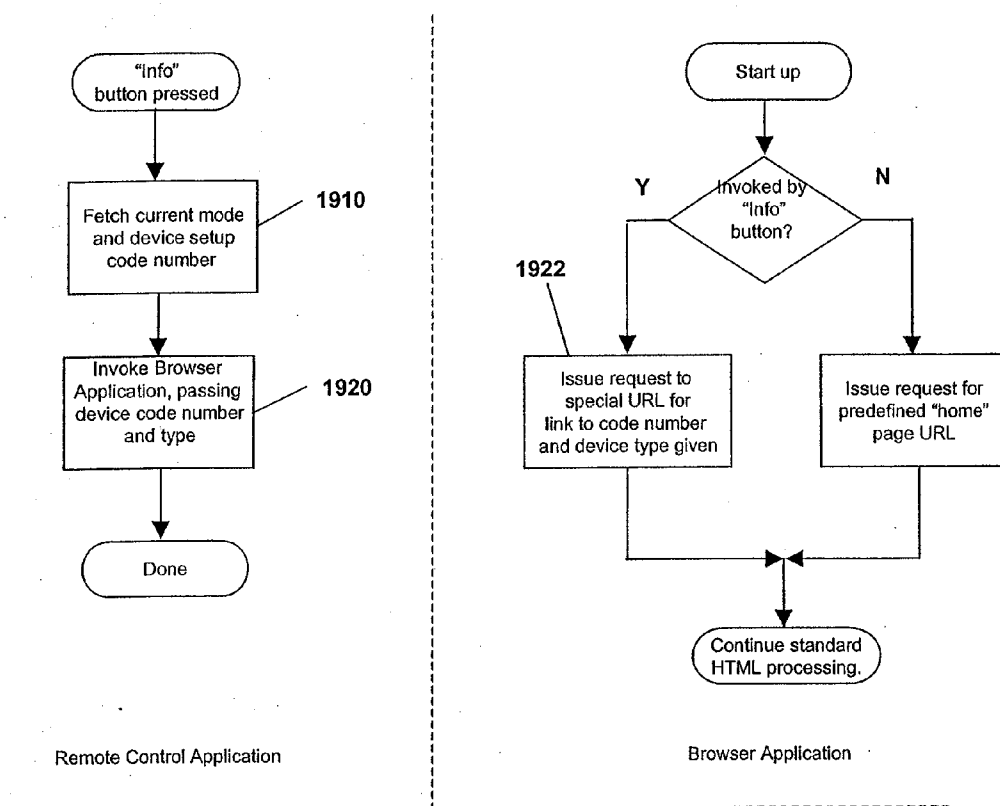 “Info”
button pressed
Fetch current mode
and device setup
code number
1910
Invoke Browser
Application, passing
device code number
and type
1920
Done
Remote Control Application
Start up
Invoked by
“Info”
button?
Y
N
1922
Issue request to
special URL for
link to code number
and device type given
Issue request for
predefined “home”
page URL
Continue standard
HTML processing.
Browser Application